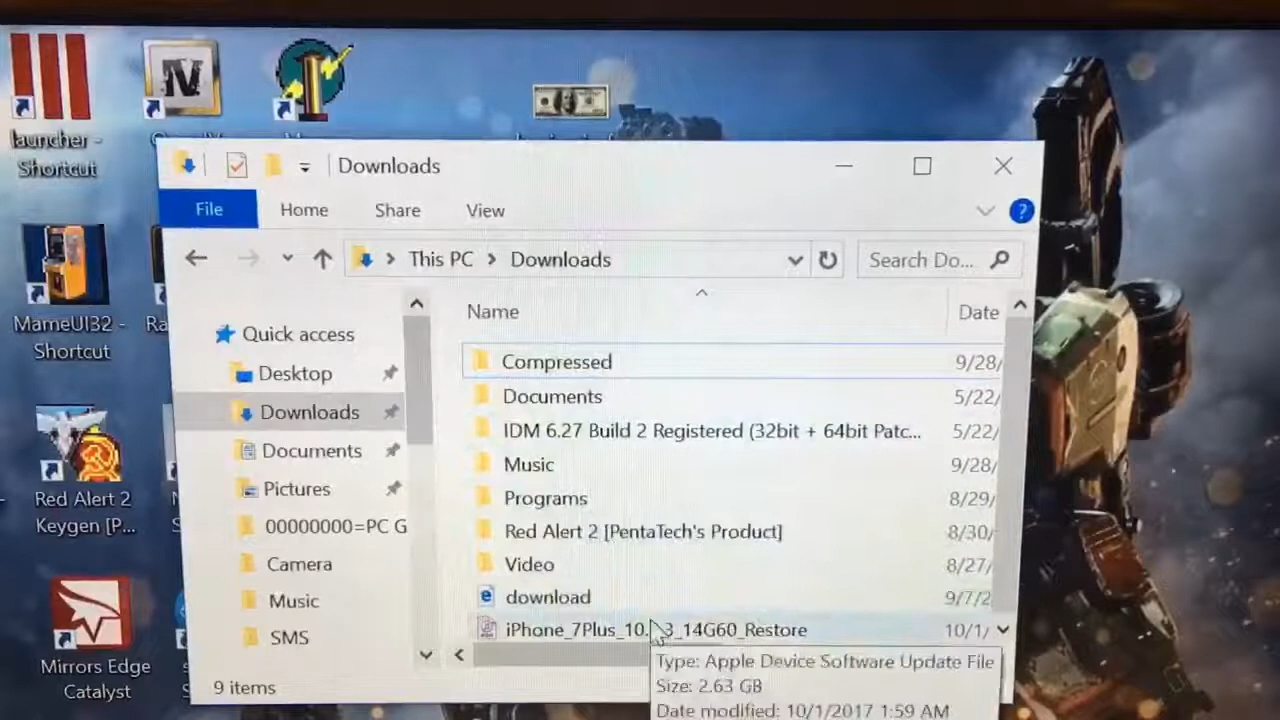 IV
launcher -
Shortcut
Downloads
File
Home
Share
View
This PC
Downloads
Search Do...
MameUI32 -
Shortcut
Ra
Name
Date
Quick access
Desktop
Downloads
Documents
Pictures
00000000=PC G
Camera
Music
SMS
Compressed 9/28/
Documents 5/22/
IDM 6.27 Build 2 Registered (32bit + 64bit Patc... 5/22/
Music 9/28/
Programs 8/29/
Red Alert 2 [PentaTech's Product] 8/30/
Video 8/27/
download 9/7/2
14G60_Restore 10/1/
Red Alert 2
Keygen [P...
Mirrors Edge
Catalyst
9 items
Type: Apple Device Software Update File
Size: 2.63 GB
Date modified: 10/1/2017 1:59 AM